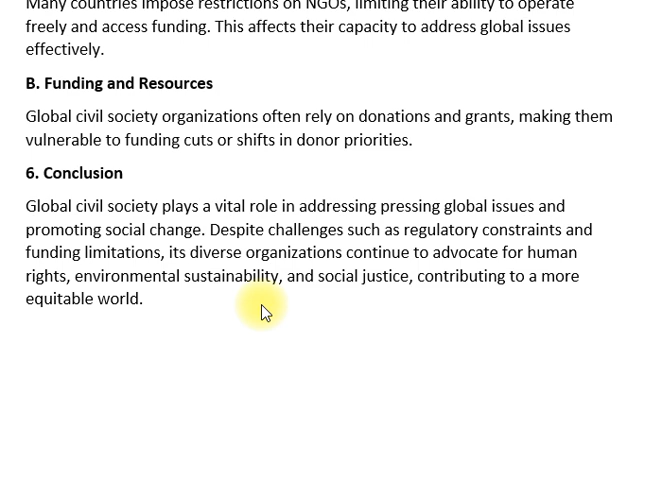 Many countries impose restrictions on NGOs, limiting their ability to operate
freely and access funding. This affects their capacity to address global issues
effectively.
B. Funding and Resources
Global civil society organizations often rely on donations and grants, making them
vulnerable to funding cuts or shifts in donor priorities.
6. Conclusion
Global civil society plays a vital role in addressing pressing global issues and
promoting social change. Despite challenges such as regulatory constraints and
funding limitations, its diverse organizations continue to advocate for human
rights, environmental sustainability, and social justice, contributing to a more
equitable world.